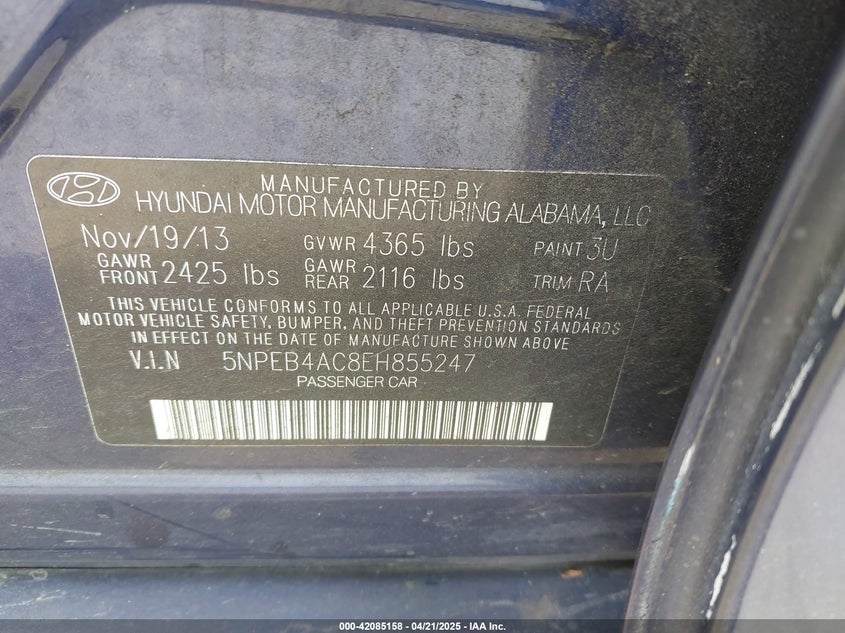 MANUFACTURED BY
HYUNDAI MOTOR MANUFACTURING ALABAMA, LLC
Nov/19/13 GVWR 4365 lbs PAINT 3U
GAWR FRONT 2425 lbs GAWR REAR 2116 lbs TRIM RA
THIS VEHICLE CONFORMS TO ALL APPLICABLE U.S.A. FEDERAL
MOTOR VEHICLE SAFETY, BUMPER, AND THEFT PREVENTION STANDARDS
IN EFFECT ON THE DATE OF MANUFACTURE SHOWN ABOVE
V.I.N 5NPEB4AC8EH855247
PASSENGER CAR
000-42085158 - 04/21/2025 - IAA Inc.